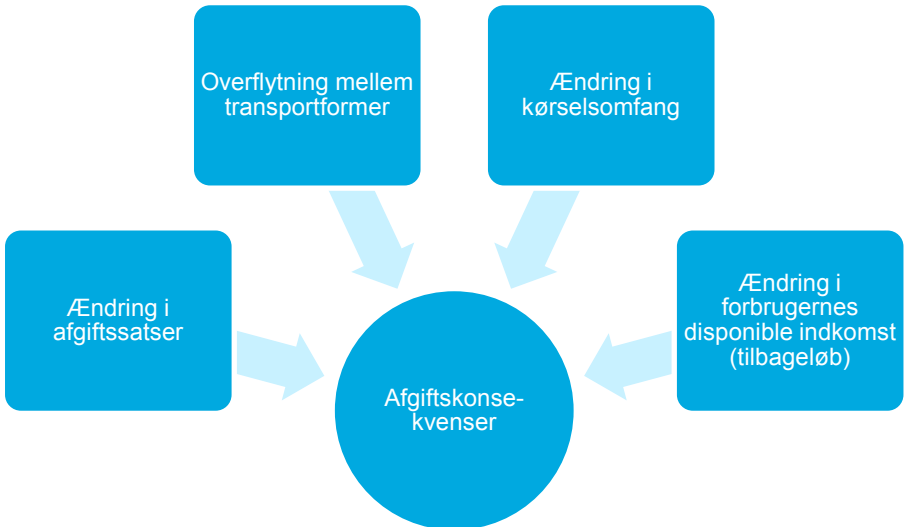 Overflytning mellem
transportformer
Ændring i
kørselsomfang
Ændring i
afgiftssatser
Ændring i
forbrugernes
disponible indkomst
(tilbageløb)
Afgiftskonse-
kvenser